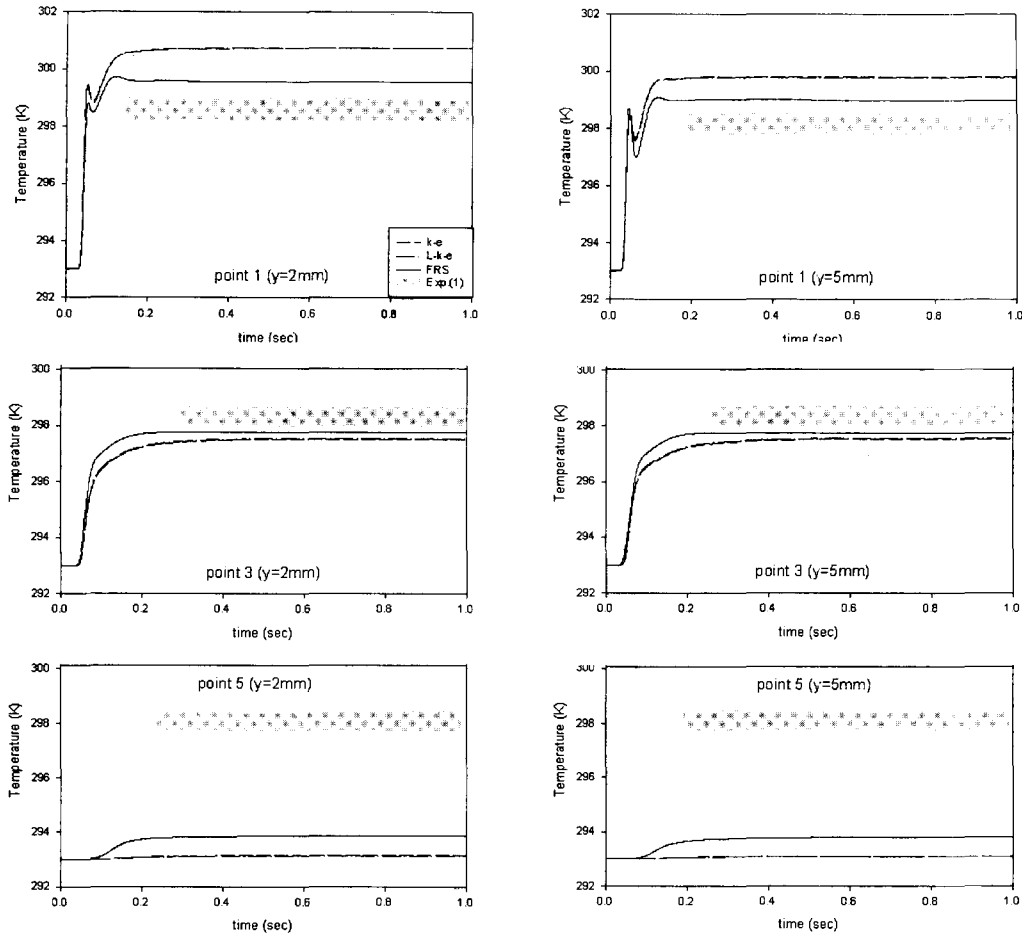 302
300
298
296
294
292
Temperature (K)
k-e
L-k-e
FRS
Exp.(1)
point 1 (y=2mm)
0.0 0.2 0.4 0.6 0.8 1.0
time (sec)
302
300
298
296
294
292
Temperature (K)
point 1 (y=5mm)
0.0 0.2 0.4 0.6 0.8 1.0
time (sec)
300
298
296
294
292
Temperature (K)
point 3 (y=2mm)
0.0 0.2 0.4 0.6 0.8 1.0
time (sec)
300
298
296
294
292
Temperature (K)
point 3 (y=5mm)
0.0 0.2 0.4 0.6 0.8 1.0
time (sec)
300
298
296
294
292
Temperature (K)
point 5 (y=2mm)
0.0 0.2 0.4 0.6 0.8 1.0
time (sec)
300
298
296
294
292
Temperature (K)
point 5 (y=5mm)
0.0 0.2 0.4 0.6 0.8 1.0
time (sec)